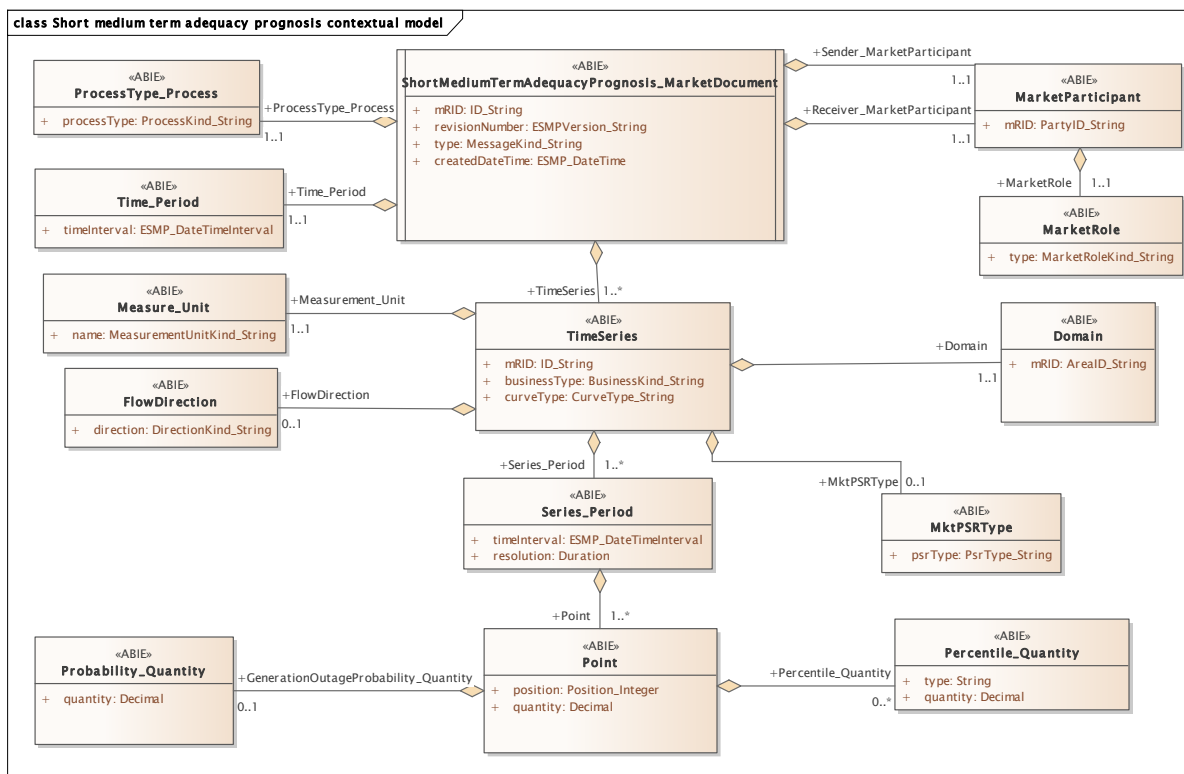 class Short medium term adequacy prognosis contextual model
«ABIE»
ProcessType_Process
+ processType: ProcessKind_String
+ProcessType_Process
1..1
«ABIE»
ShortMediumTermAdequacyPrognosis_MarketDocument
+ mRID: ID_String
+ revisionNumber: ESMPVersion_String
+ type: MessageKind_String
+ createdDateTime: ESMP_DateTime
+Sender_MarketParticipant
1..1
+Receiver_MarketParticipant
1..1
«ABIE»
MarketParticipant
+ mRID: PartyID_String
+MarketRole 1..1
«ABIE»
MarketRole
+ type: MarketRoleKind_String
«ABIE»
Time_Period
+ timeInterval: ESMP_DateTimeInterval
+Time_Period
1..1
+TimeSeries 1..*
«ABIE»
Measure_Unit
+ name: MeasurementUnitKind_String
+Measurement_Unit
1..1
«ABIE»
TimeSeries
+ mRID: ID_String
+ businessType: BusinessKind_String
+ curveType: CurveType_String
+Domain
1..1
«ABIE»
Domain
+ mRID: AreaID_String
«ABIE»
FlowDirection
+ direction: DirectionKind_String
+FlowDirection
0..1
+Series_Period 1..*
+MktPSRType 0..1
«ABIE»
Series_Period
+ timeInterval: ESMP_DateTimeInterval
+ resolution: Duration
«ABIE»
MktPSRType
+ psrType: PsrType_String
+Point 1..*
«ABIE»
Probability_Quantity
+ quantity: Decimal
+GenerationOutageProbability_Quantity
0..1
«ABIE»
Point
+ position: Position_Integer
+ quantity: Decimal
+Percentile_Quantity
0..*
«ABIE»
Percentile_Quantity
+ type: String
+ quantity: Decimal